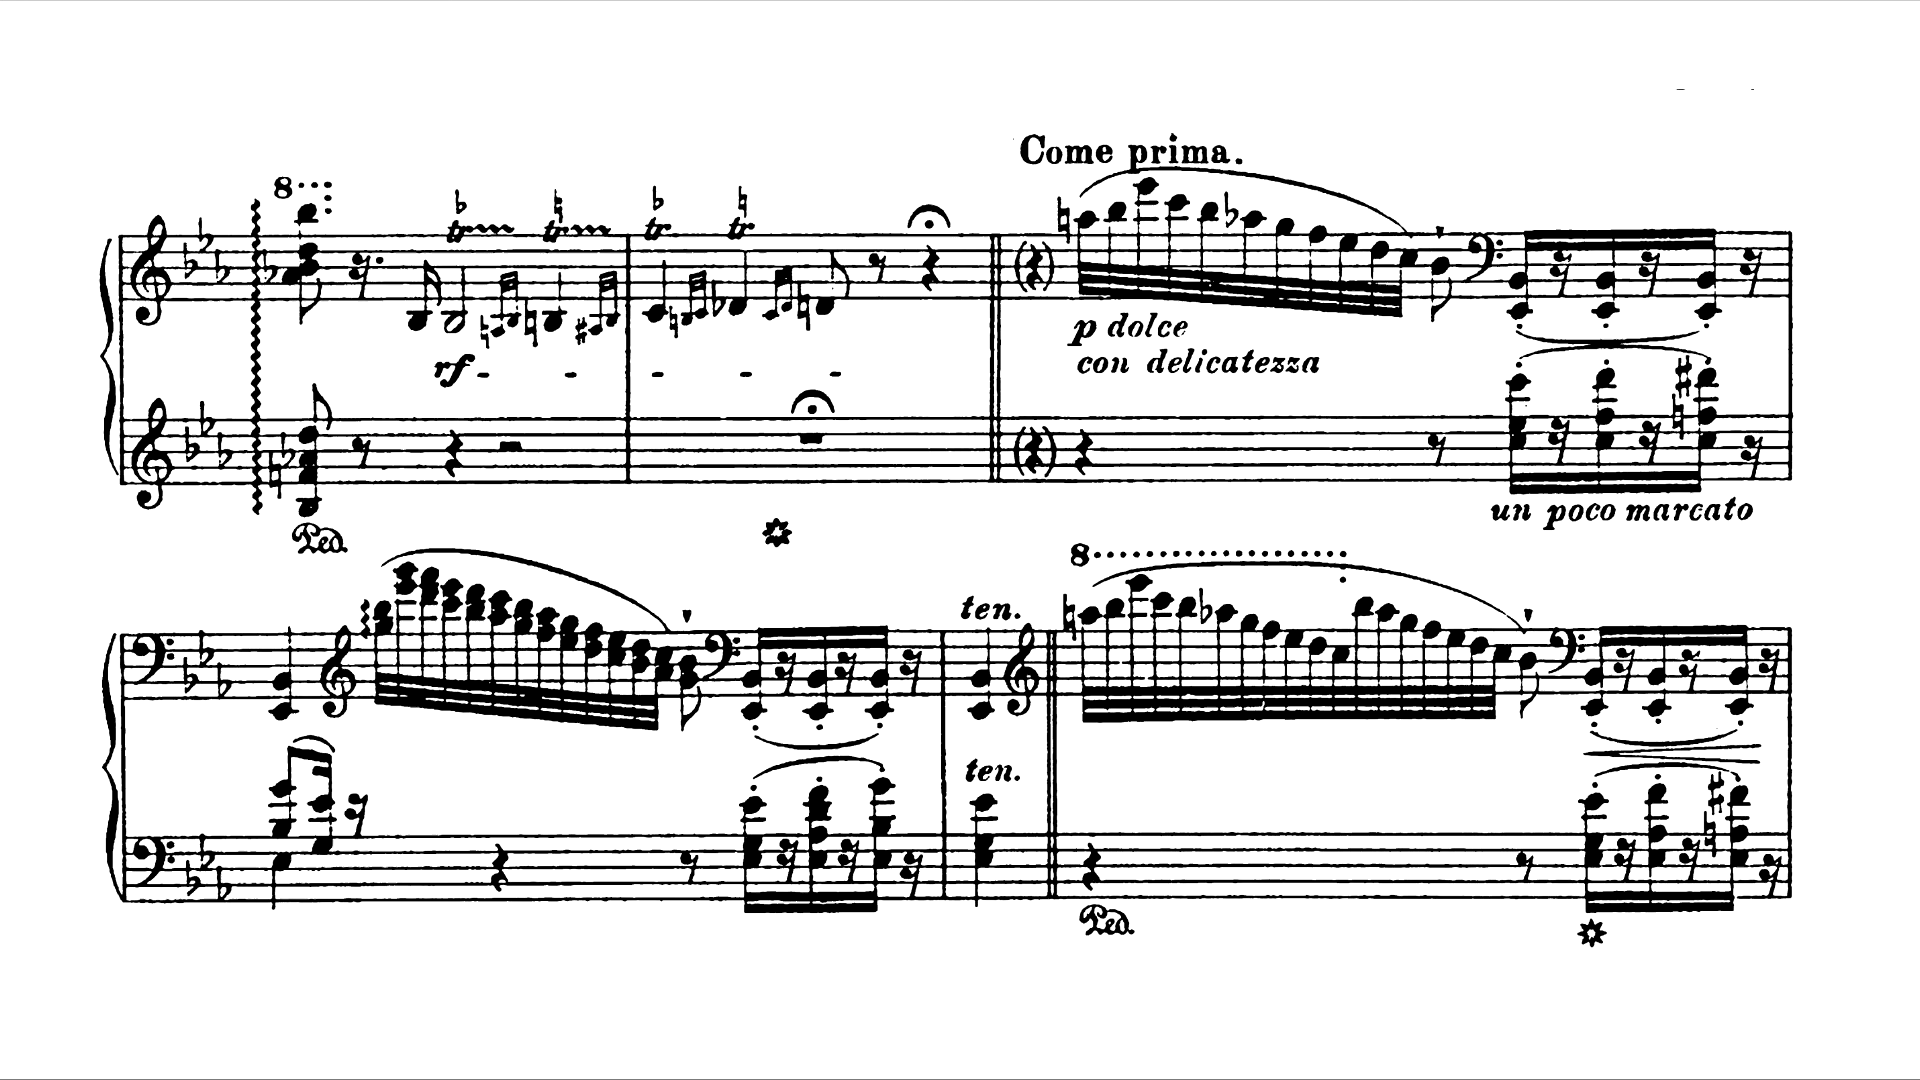 Come prima.
8
tr tr tr tr
p dolce
con delicatezza
rf - - - - -
un poco marcato
Ped.
8
ten.
ten.
Ped.